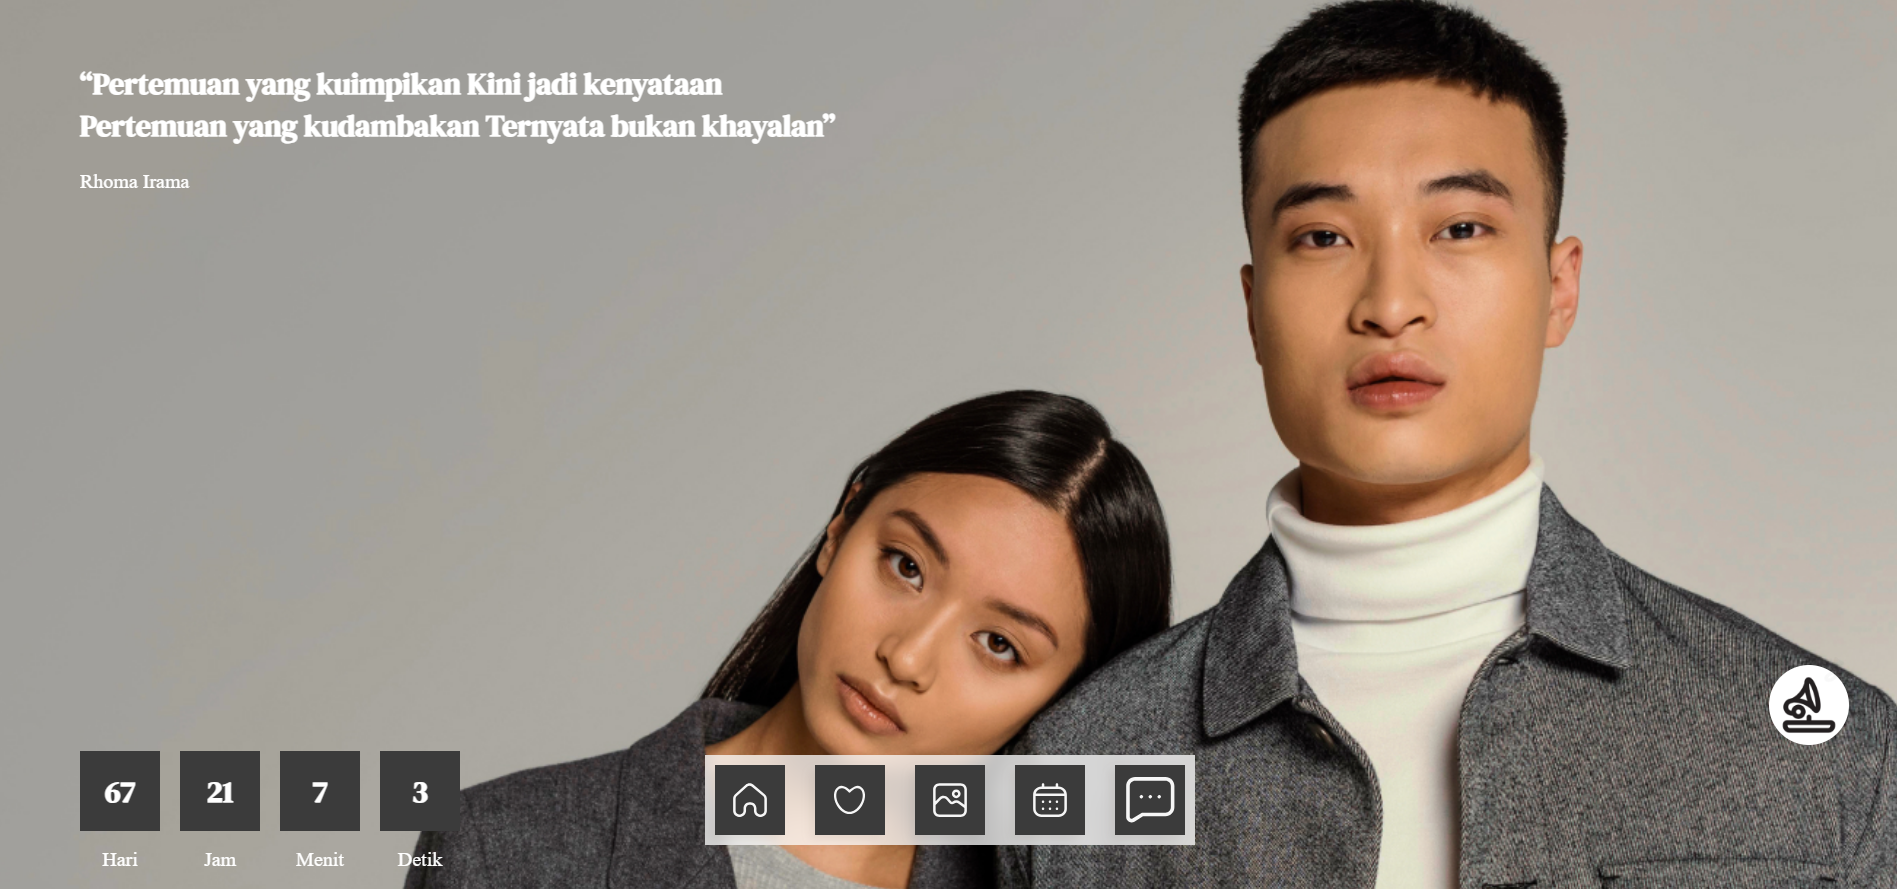 “Pertemuan yang kuimpikan Kini jadi kenyataan
Pertemuan yang kudambakan Ternyata bukan khayalan”
Rhoma Irama
67 21 7 3
Hari Jam Menit Detik